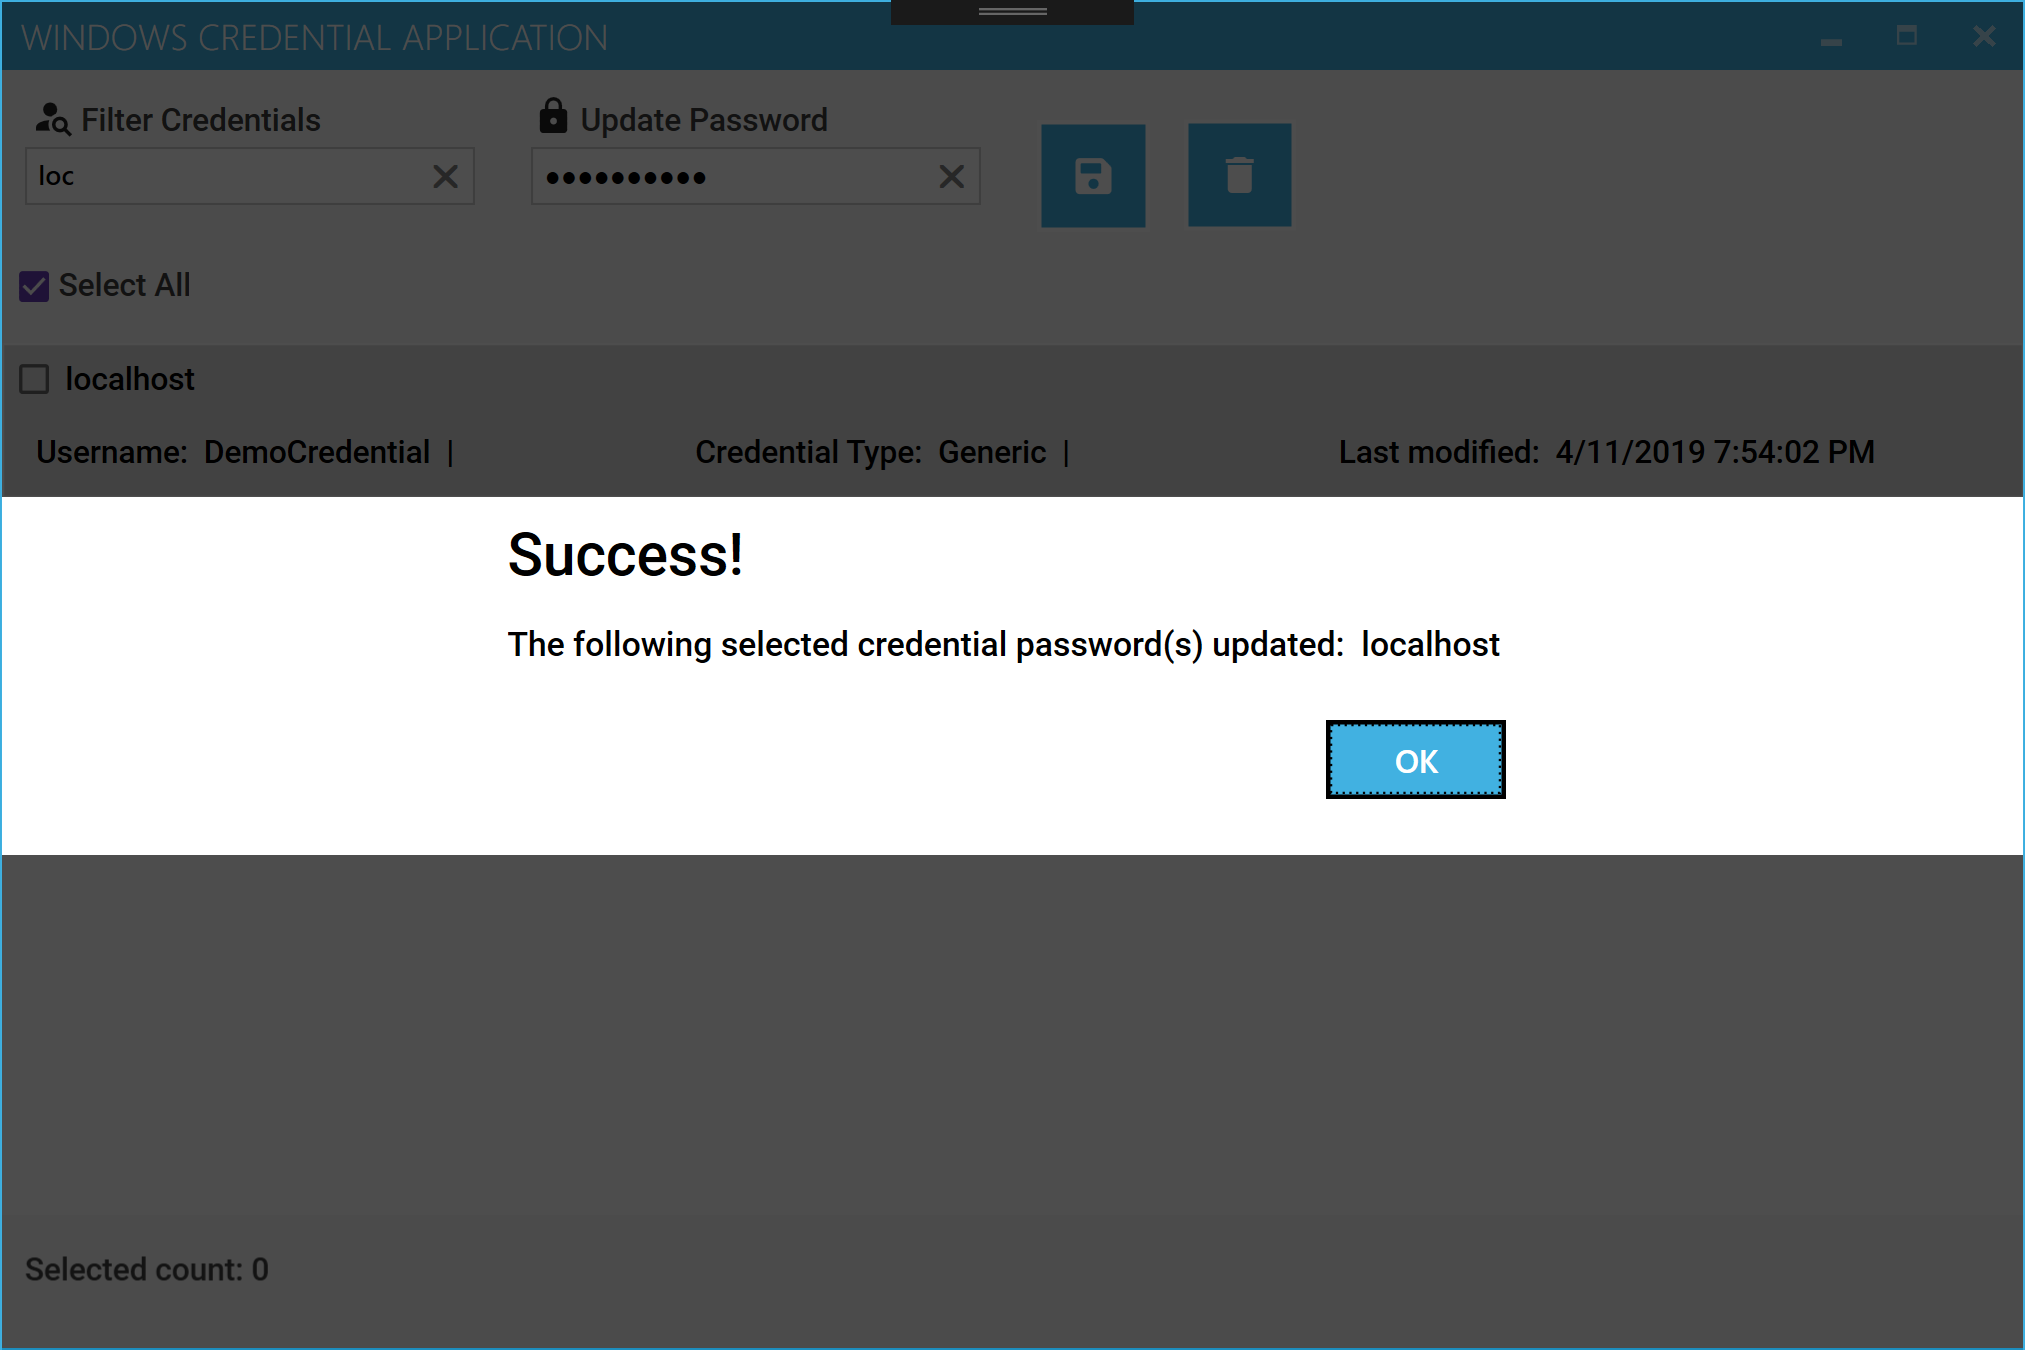 WINDOWS CREDENTIAL APPLICATION
Filter Credentials
Update Password
loc
●●●●●●●●●●
Select All
localhost
Username:  DemoCredential  |
Credential Type:  Generic  |
Last modified:  4/11/2019 7:54:02 PM
Success!
The following selected credential password(s) updated:  localhost
OK
Selected count: 0